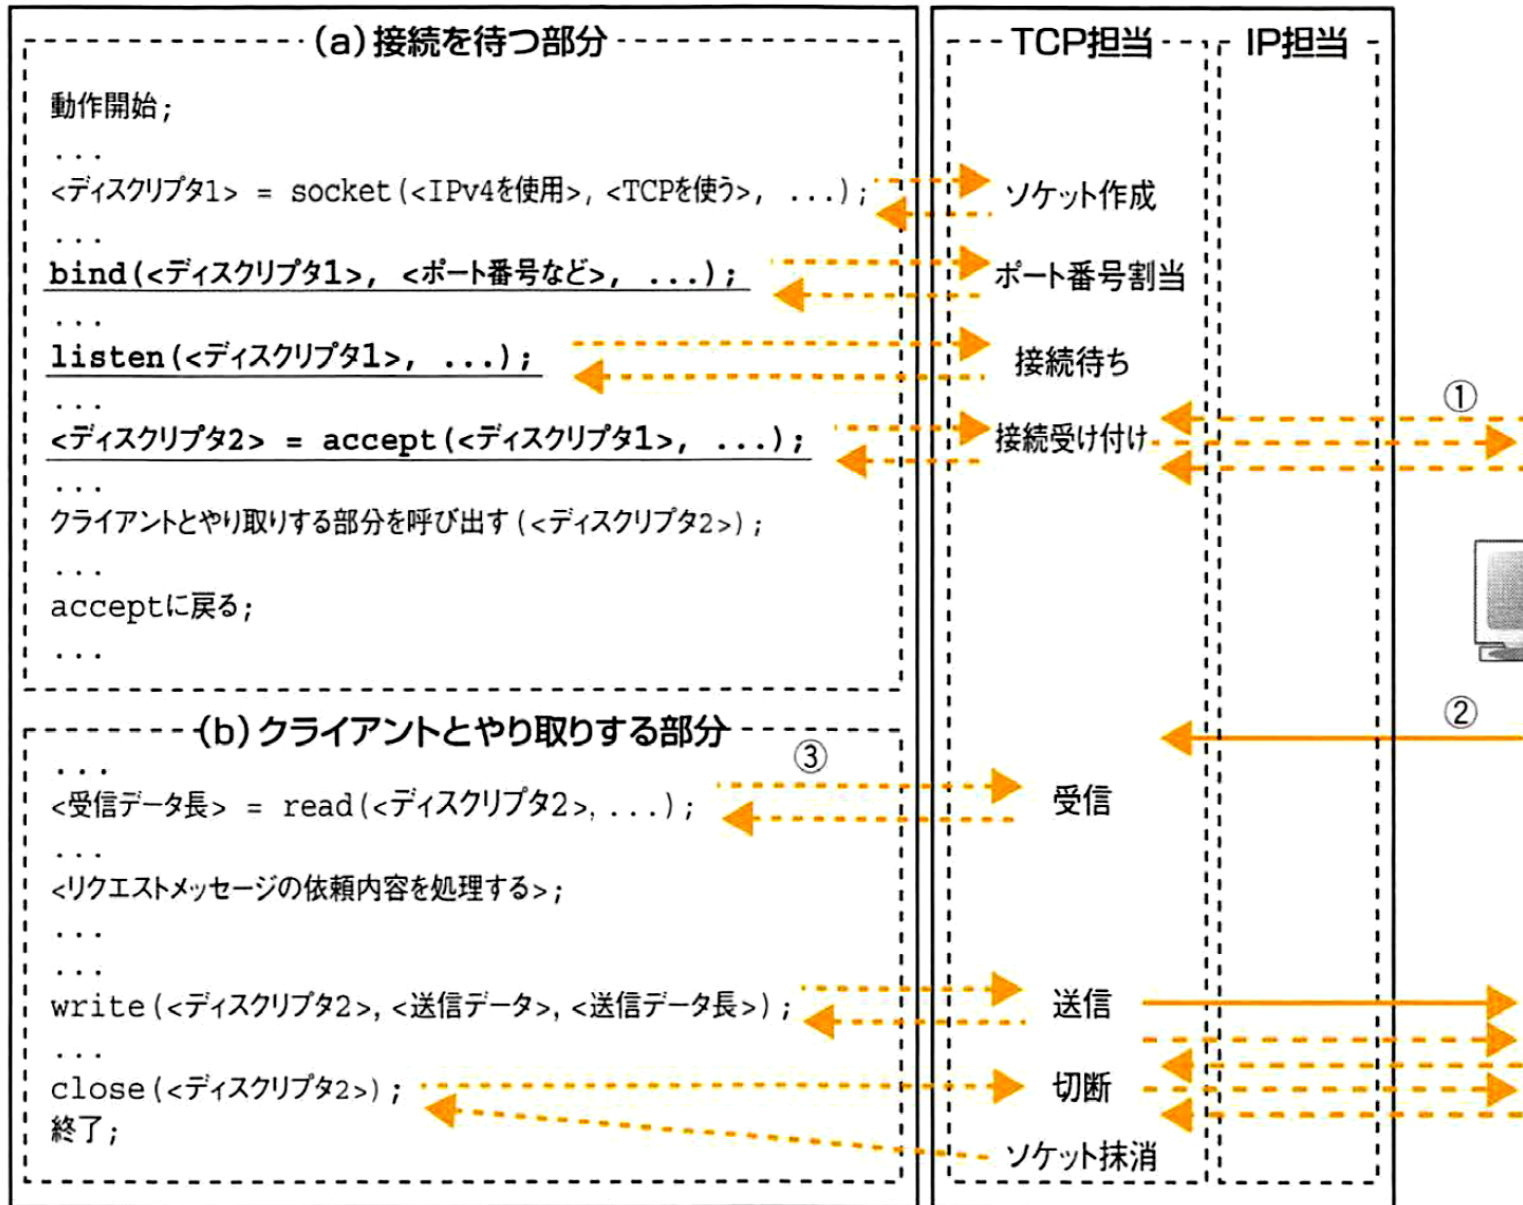 (a)接続を待つ部分
TCP担当
IP担当
動作開始;
...
<ディスクリプタ1> = socket(<IPv4を使用>, <TCPを使う>, ...);
ソケット作成
...
bind(<ディスクリプタ1>, <ポート番号など>, ...);
ポート番号割当
...
listen(<ディスクリプタ1>, ...);
接続待ち
...
①
<ディスクリプタ2> = accept(<ディスクリプタ1>, ...);
接続受け付け
...
クライアントとやり取りする部分を呼び出す(<ディスクリプタ2>);
...
acceptに戻る;
...
(b)クライアントとやり取りする部分
②
...
③
<受信データ長> = read(<ディスクリプタ2>, ...);
受信
...
<リクエストメッセージの依頼内容を処理する>;
...
...
write(<ディスクリプタ2>, <送信データ>, <送信データ長>);
送信
...
close(<ディスクリプタ2>);
切断
終了;
ソケット抹消